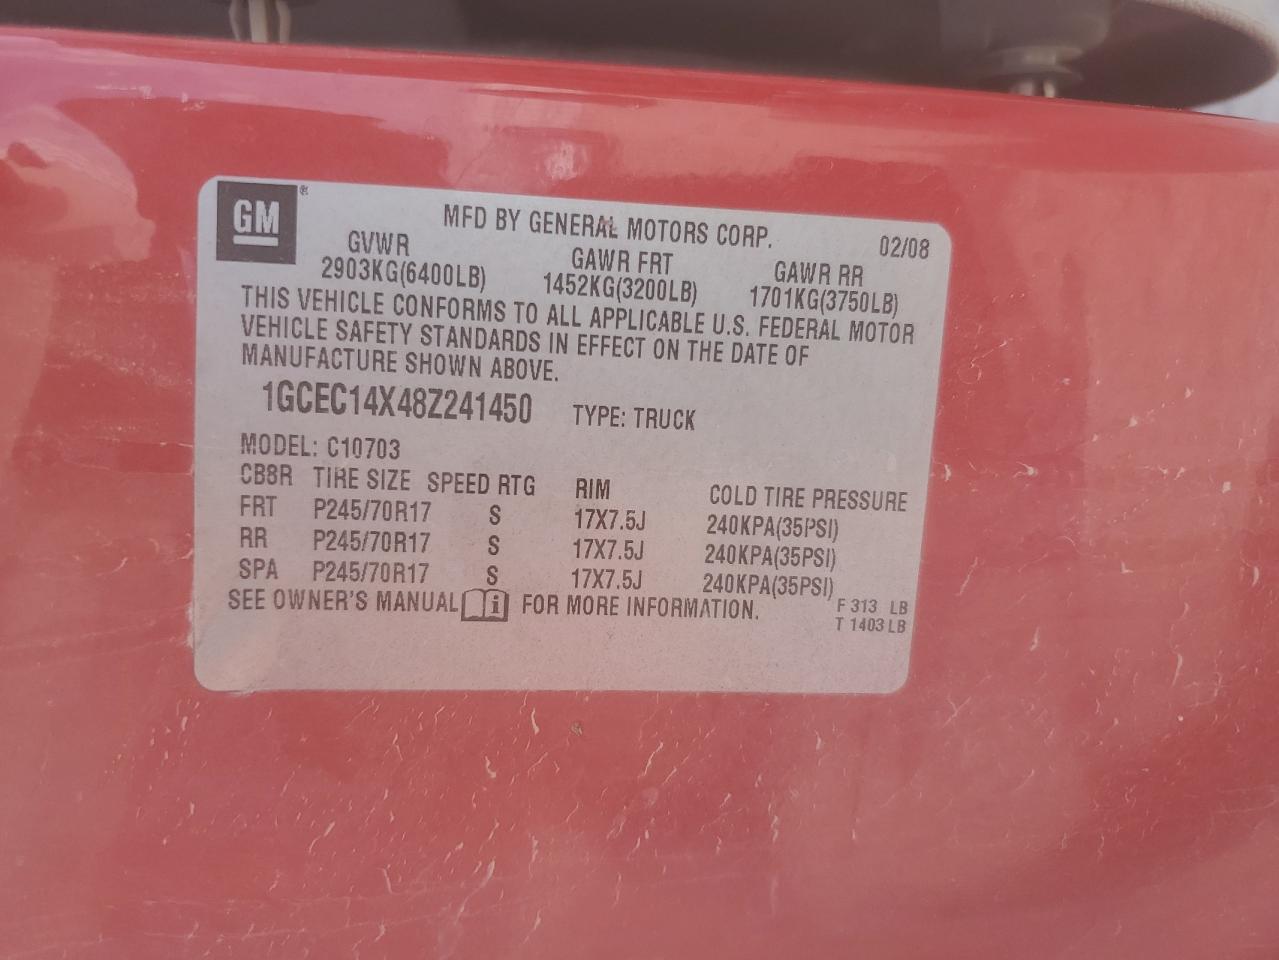 GM®
MFD BY GENERAL MOTORS CORP. 02/08
GVWR GAWR FRT GAWR RR
2903KG(6400LB) 1452KG(3200LB) 1701KG(3750LB)
THIS VEHICLE CONFORMS TO ALL APPLICABLE U.S. FEDERAL MOTOR
VEHICLE SAFETY STANDARDS IN EFFECT ON THE DATE OF
MANUFACTURE SHOWN ABOVE.
1GCEC14X48Z241450 TYPE: TRUCK
MODEL: C10703
CB8R TIRE SIZE SPEED RTG RIM COLD TIRE PRESSURE
FRT P245/70R17 S 17X7.5J 240KPA(35PSI)
RR P245/70R17 S 17X7.5J 240KPA(35PSI)
SPA P245/70R17 S 17X7.5J 240KPA(35PSI)
SEE OWNER'S MANUAL i FOR MORE INFORMATION.
F 313 LB
T 1403 LB